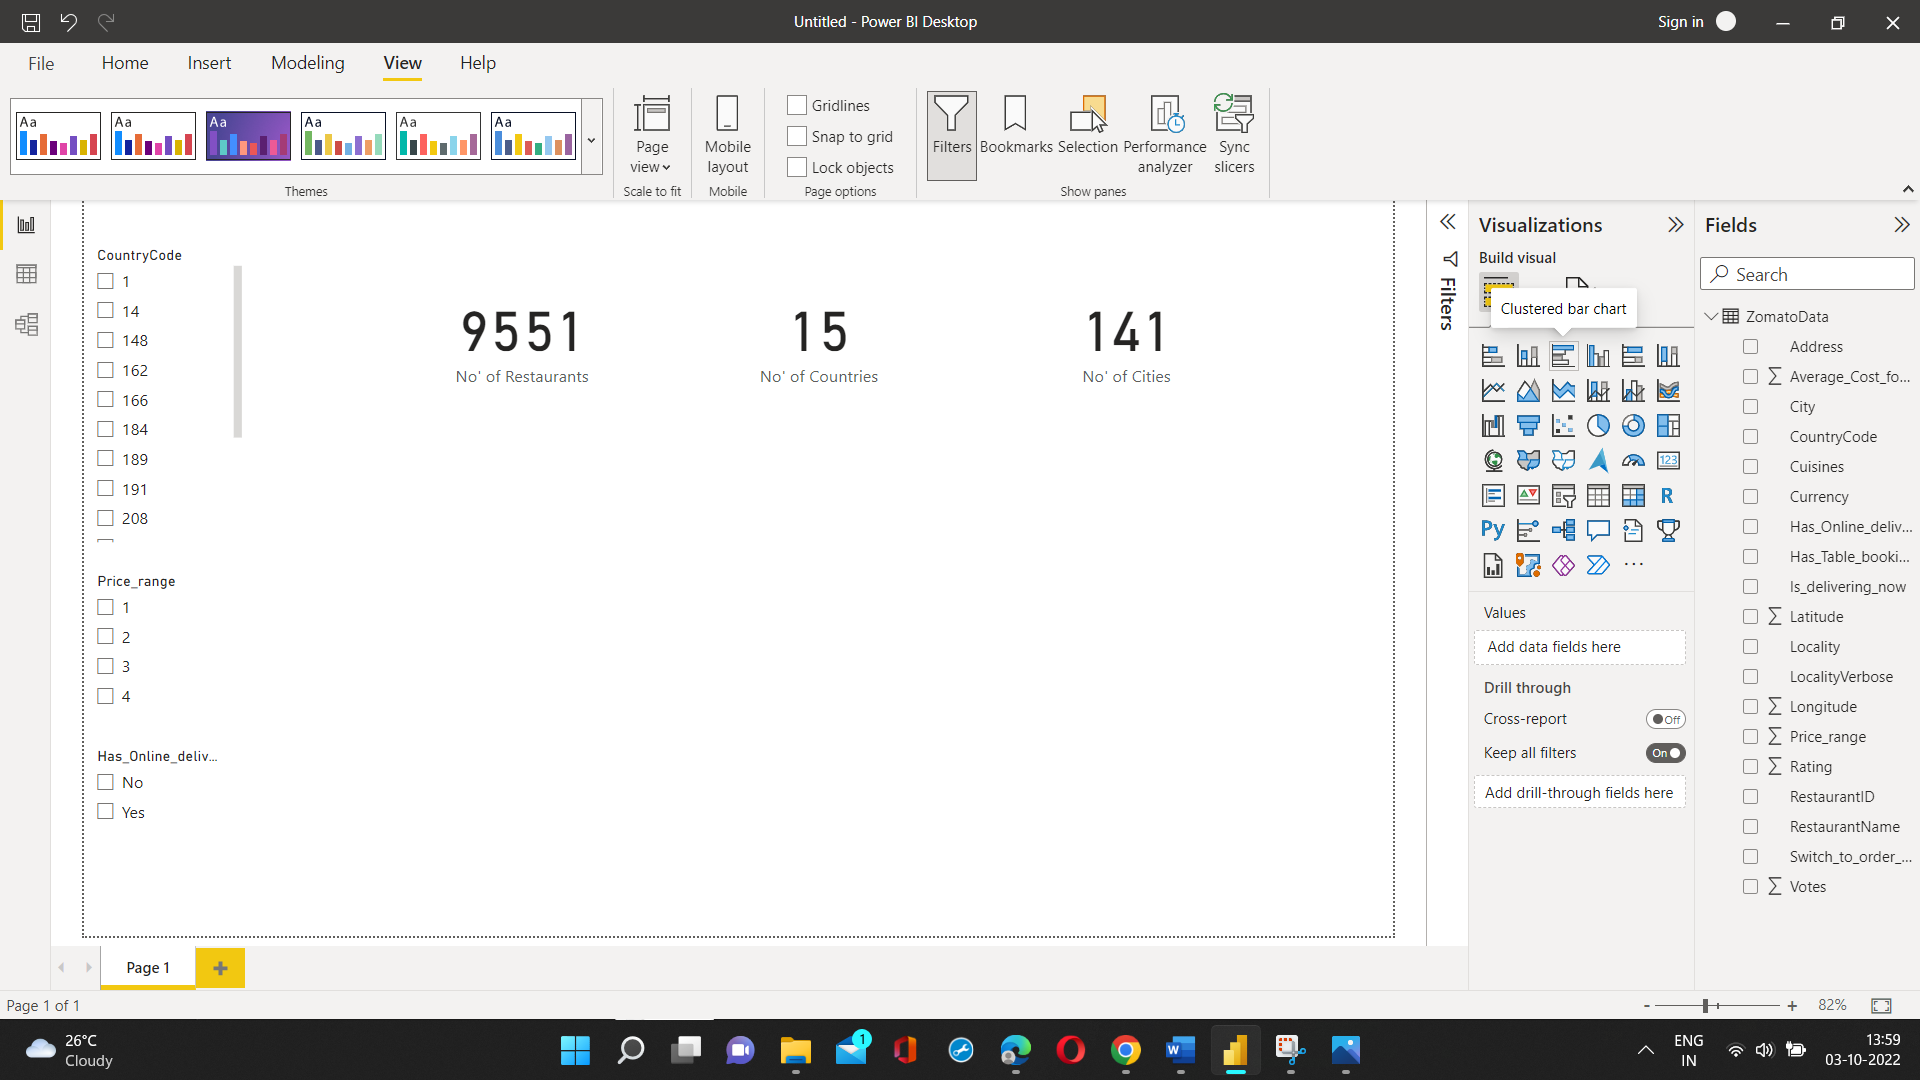 Untitled - Power BI Desktop
Sign in
File Home Insert Modeling View Help
Aa Aa Aa Aa Aa Aa
Themes
Page view
Scale to fit
Mobile layout
Mobile
Gridlines
Snap to grid
Lock objects
Page options
Filters
Bookmarks
Selection
Performance analyzer
Sync slicers
Show panes
CountryCode
1
14
148
162
166
184
189
191
208
Price_range
1
2
3
4
Has_Online_deliv...
No
Yes
9551
No' of Restaurants
15
No' of Countries
141
No' of Cities
Filters
Visualizations
Build visual
Clustered bar chart
123
R
Py
...
Values
Add data fields here
Drill through
Cross-report
Off
Keep all filters
On
Add drill-through fields here
Fields
Search
ZomatoData
Address
∑ Average_Cost_fo...
City
CountryCode
Cuisines
Currency
Has_Online_deliv...
Has_Table_booki...
Is_delivering_now
∑ Latitude
Locality
LocalityVerbose
∑ Longitude
∑ Price_range
∑ Rating
RestaurantID
RestaurantName
Switch_to_order_...
∑ Votes
Page 1
+
Page 1 of 1
- + 82%
26°C
Cloudy
1
W
ENG
IN
13:59
03-10-2022